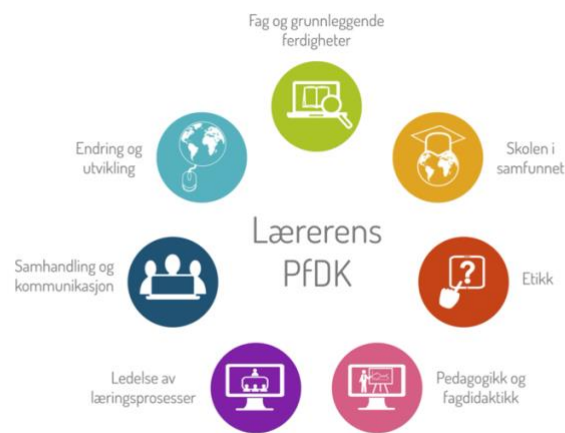 Fag og grunnleggende
ferdigheter
Endring og
utvikling
Skolen i
samfunnet
Lærerens
PfDK
Samhandling og
kommunikasjon
?
Etikk
Ledelse av
læringsprosesser
Pedagogikk og
fagdidaktikk